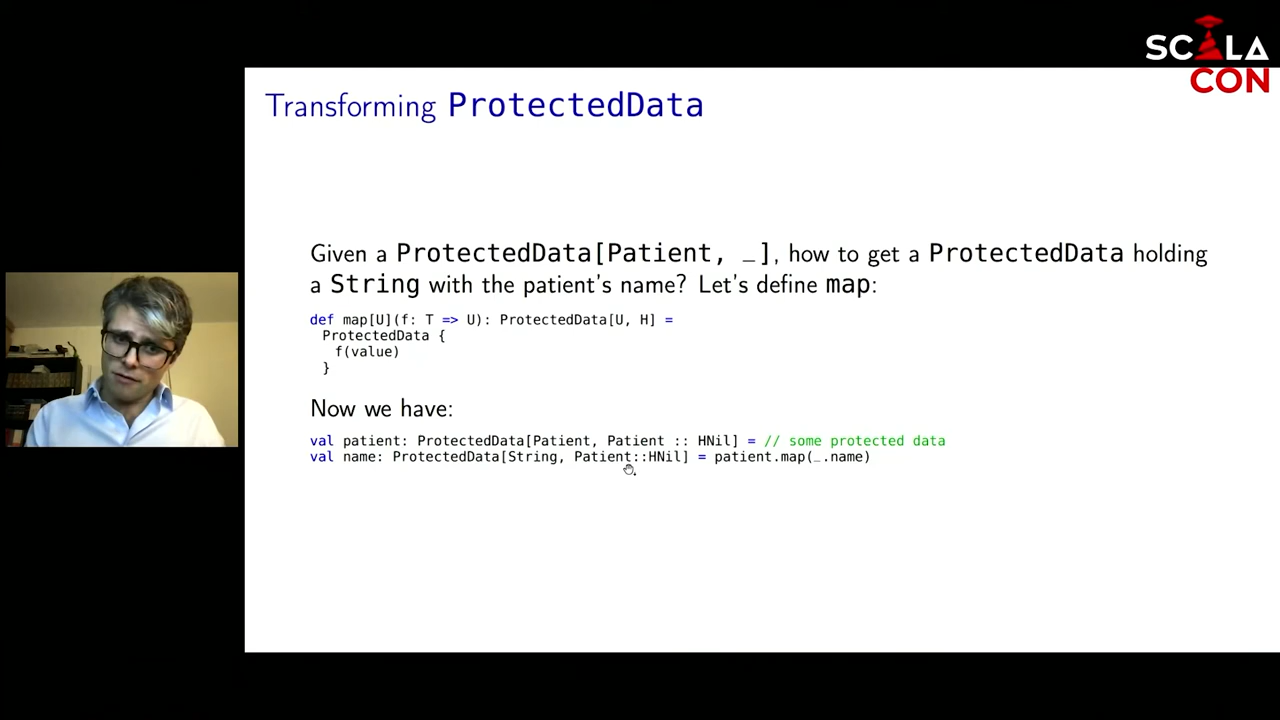 SCALA
CON
Transforming ProtectedData
Given a ProtectedData[Patient, _], how to get a ProtectedData holding
a String with the patient's name? Let's define map:
def map[U](f: T => U): ProtectedData[U, H] =
ProtectedData {
f(value)
}
Now we have:
val patient: ProtectedData[Patient, Patient :: HNil] = // some protected data
val name: ProtectedData[String, Patient::HNil] = patient.map(_.name)